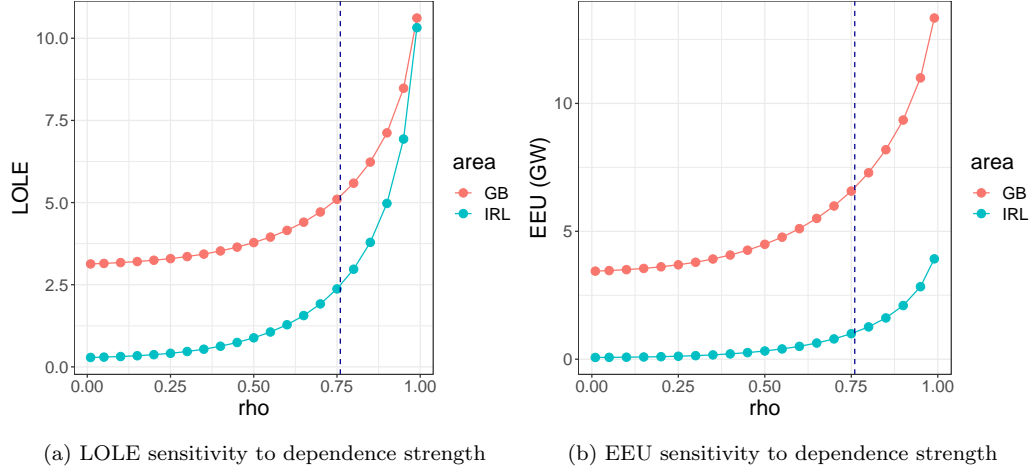 10.0
7.5
5.0
2.5
0.0
LOLE
0.00 0.25 0.50 0.75 1.00
rho
area
GB
IRL
(a) LOLE sensitivity to dependence strength
10
5
0
EEU (GW)
0.00 0.25 0.50 0.75 1.00
rho
area
GB
IRL
(b) EEU sensitivity to dependence strength